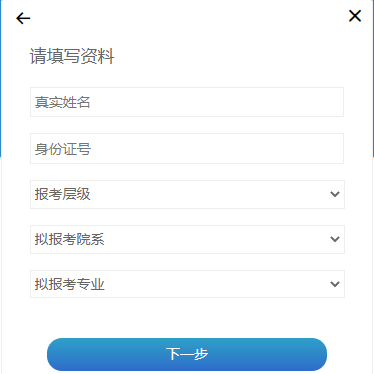 请填写资料
真实姓名
身份证号
报考层级
拟报考院系
拟报考专业
下一步